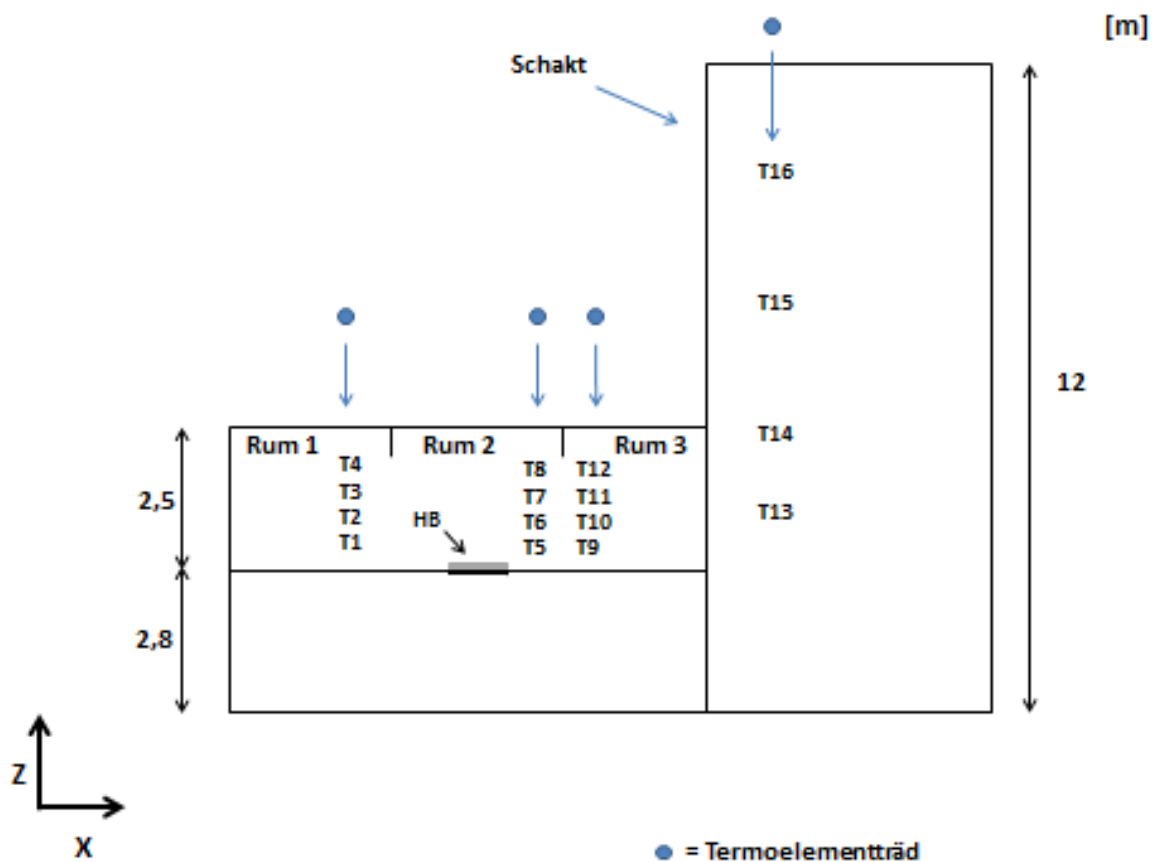 [m]
Schakt
T16
T15
12
T14
Rum 1
Rum 2
Rum 3
T4
T8
T12
T3
T7
T11
2,5
T13
HB
T2
T6
T10
T1
T5
T9
2,8
Z
X
= Termoelementträd